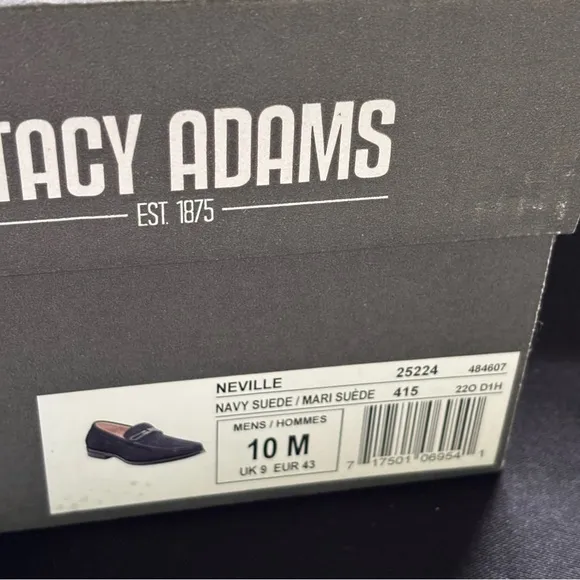 TACY ADAMS
EST. 1875
NEVILLE 25224 484607
NAVY SUEDE / MARI SUÈDE 415 22O D1H
MENS / HOMMES
10 M
UK 9 EUR 43
7 17501 06954 1